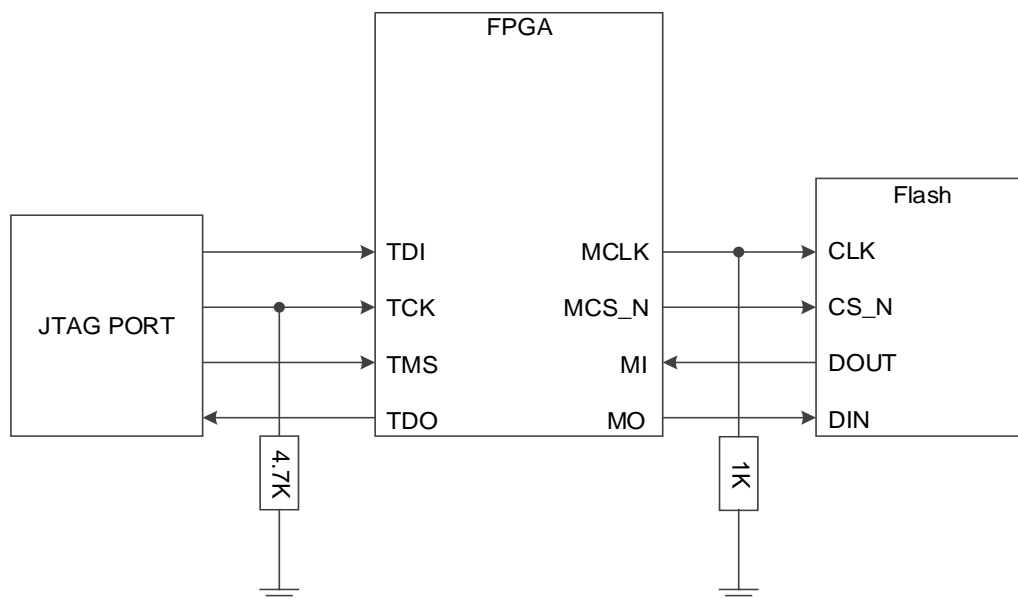 FPGA
Flash
JTAG PORT
TDI
TCK
TMS
TDO
MCLK
MCS_N
MI
MO
CLK
CS_N
DOUT
DIN
4.7K
1K